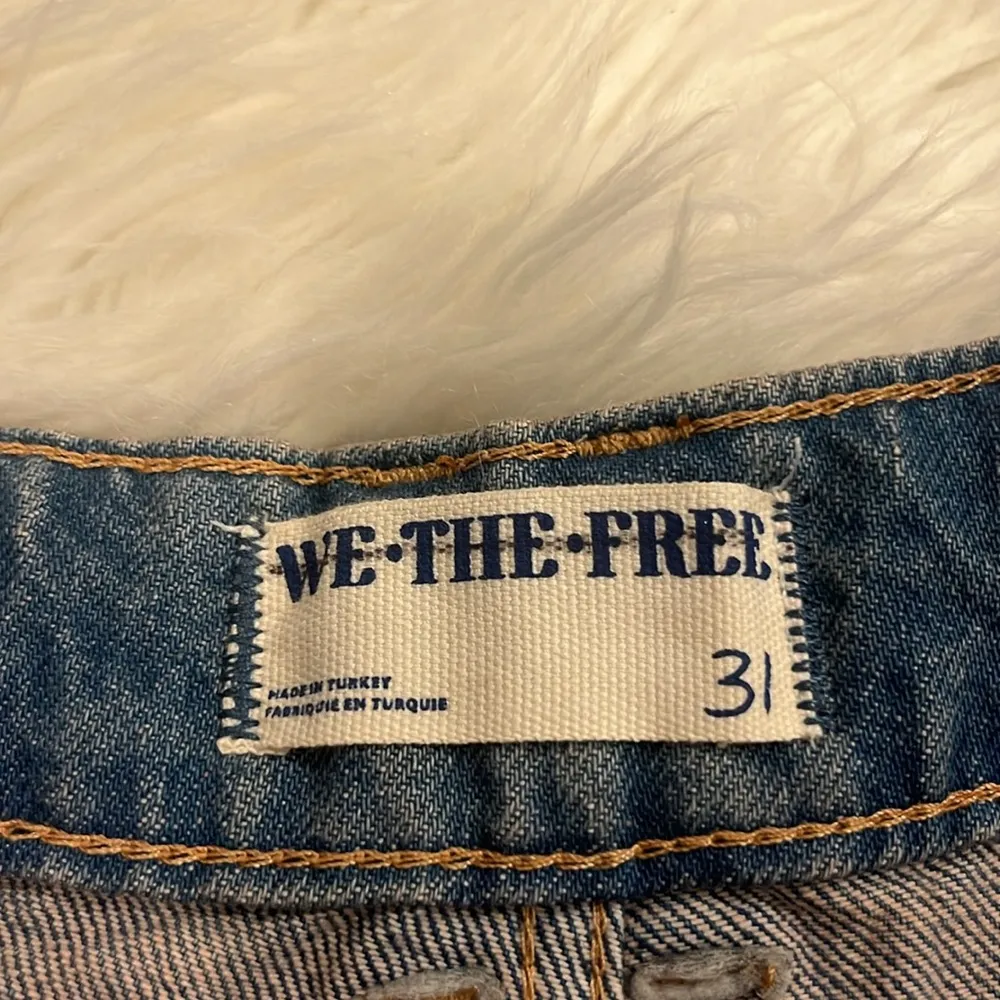 WE·THE·FREE
MADE IN TURKEY
FABRIQUÉ EN TURQUIE
31